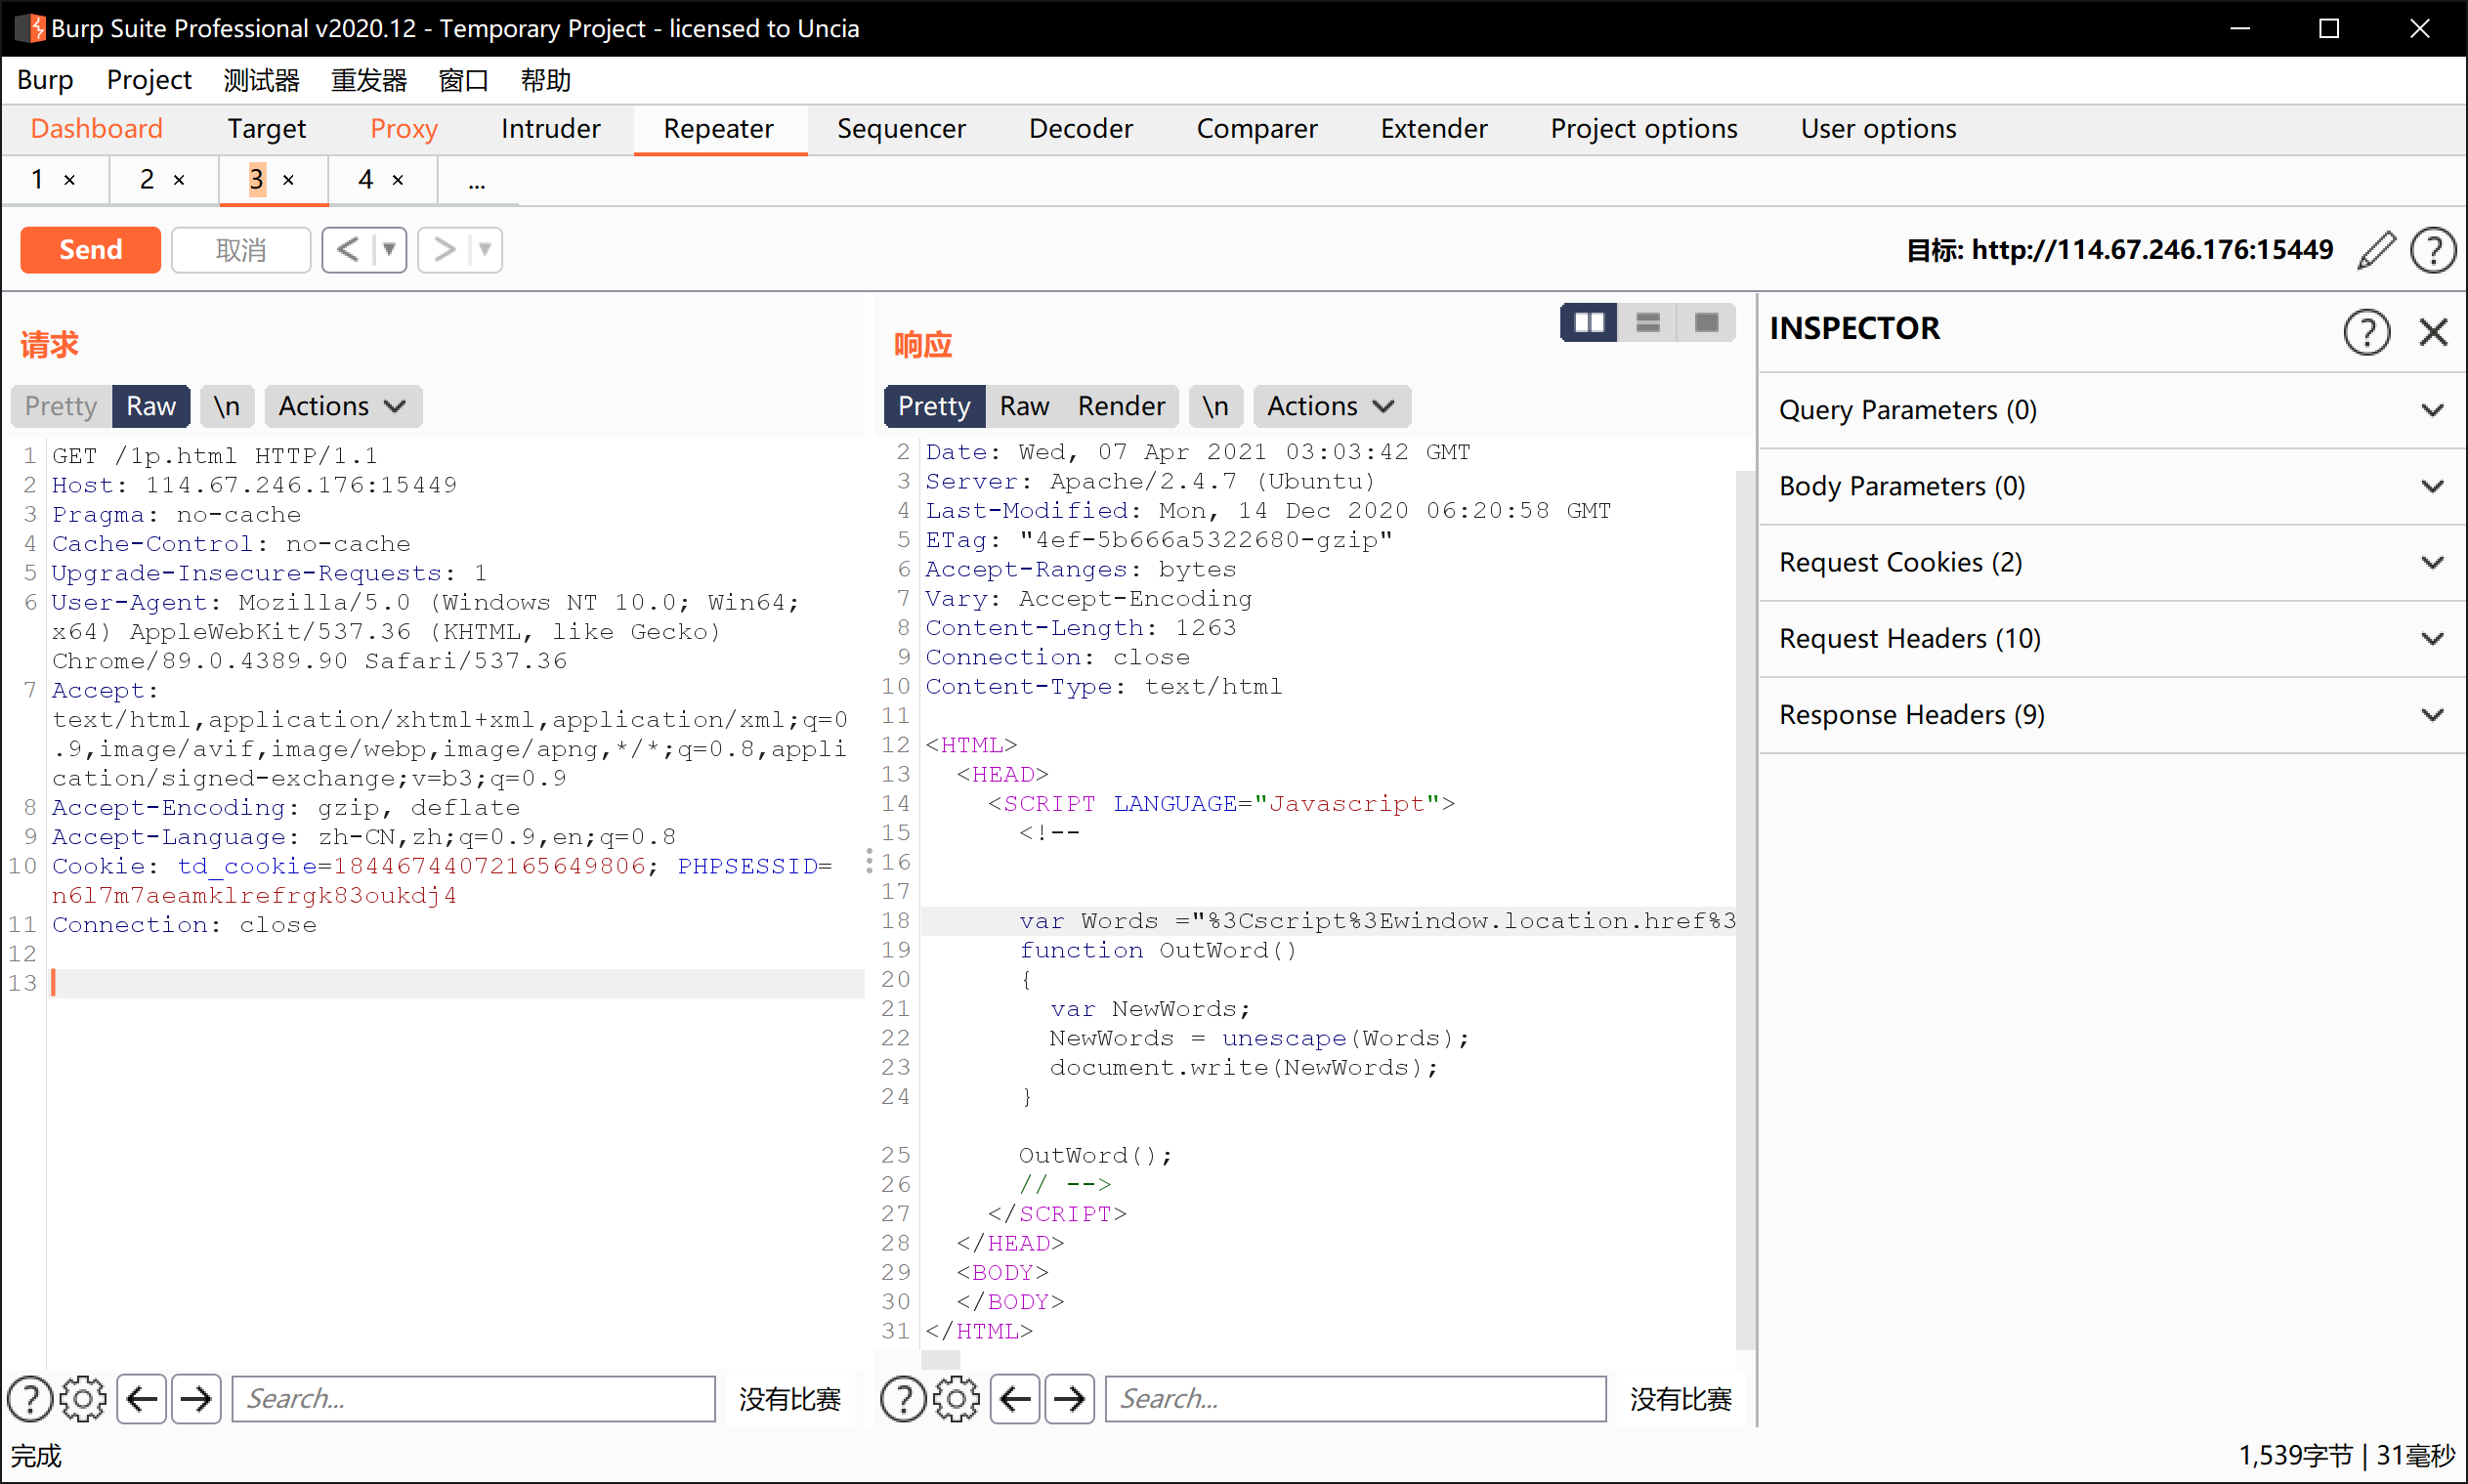 Burp Suite Professional v2020.12 - Temporary Project - licensed to Uncia
Burp Project 测试器 重发器 窗口 帮助
Dashboard Target Proxy Intruder Repeater Sequencer Decoder Comparer Extender Project options User options
1 × 2 × 3 × 4 × ...
Send 取消 < > 目标: http://114.67.246.176:15449
请求
Pretty Raw \n Actions
1 GET /1p.html HTTP/1.1
2 Host: 114.67.246.176:15449
3 Pragma: no-cache
4 Cache-Control: no-cache
5 Upgrade-Insecure-Requests: 1
6 User-Agent: Mozilla/5.0 (Windows NT 10.0; Win64;
x64) AppleWebKit/537.36 (KHTML, like Gecko)
Chrome/89.0.4389.90 Safari/537.36
7 Accept:
text/html,application/xhtml+xml,application/xml;q=0
.9,image/avif,image/webp,image/apng,*/*;q=0.8,appli
cation/signed-exchange;v=b3;q=0.9
8 Accept-Encoding: gzip, deflate
9 Accept-Language: zh-CN,zh;q=0.9,en;q=0.8
10 Cookie: td_cookie=18446744072165649806; PHPSESSID=
n6l7m7aeamklrefrgk83oukdj4
11 Connection: close
12
13
Search... 没有比赛
响应
Pretty Raw Render \n Actions
2 Date: Wed, 07 Apr 2021 03:03:42 GMT
3 Server: Apache/2.4.7 (Ubuntu)
4 Last-Modified: Mon, 14 Dec 2020 06:20:58 GMT
5 ETag: "4ef-5b666a5322680-gzip"
6 Accept-Ranges: bytes
7 Vary: Accept-Encoding
8 Content-Length: 1263
9 Connection: close
10 Content-Type: text/html
11
12 <HTML>
13 <HEAD>
14 <SCRIPT LANGUAGE="Javascript">
15 <!--
16
17
18 var Words ="%3Cscript%3Ewindow.location.href%3
19 function OutWord()
20 {
21 var NewWords;
22 NewWords = unescape(Words);
23 document.write(NewWords);
24 }
25 OutWord();
26 // -->
27 </SCRIPT>
28 </HEAD>
29 <BODY>
30 </BODY>
31 </HTML>
Search... 没有比赛
INSPECTOR
Query Parameters (0)
Body Parameters (0)
Request Cookies (2)
Request Headers (10)
Response Headers (9)
完成
1,539字节 | 31毫秒